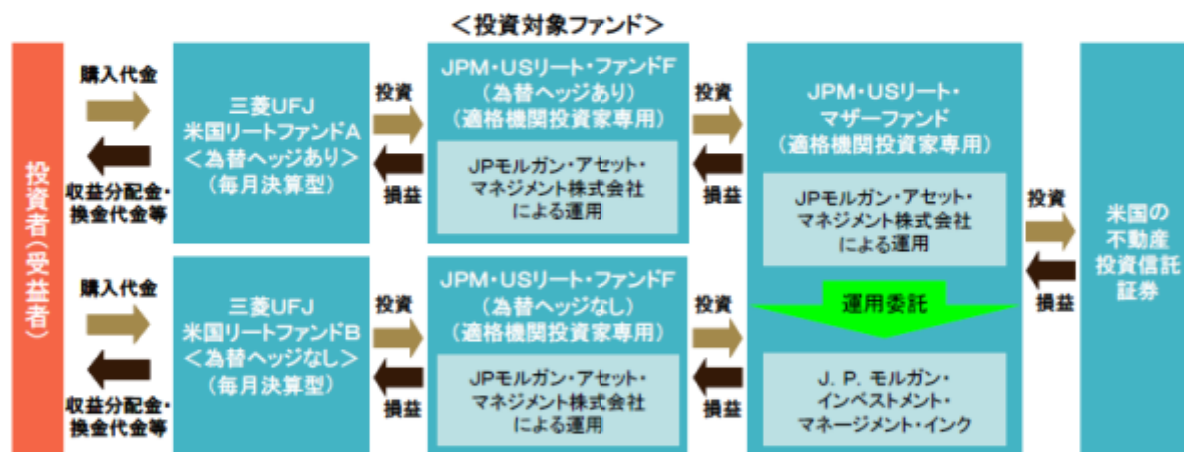 ＜投資対象ファンド＞
投資者（受益者）
購入代金
収益分配金・
換金代金等
三菱UFJ
米国リートファンドA
＜為替ヘッジあり＞
（毎月決算型）
投資
損益
JPM・USリート・ファンドF
（為替ヘッジあり）
（適格機関投資家専用）
JPモルガン・アセット・
マネジメント株式会社
による運用
投資
損益
JPM・USリート・
マザーファンド
（適格機関投資家専用）
JPモルガン・アセット・
マネジメント株式会社
による運用
運用委託
J. P. モルガン・
インベストメント・
マネージメント・インク
投資
損益
米国の
不動産
投資信託
証券
購入代金
収益分配金・
換金代金等
三菱UFJ
米国リートファンドB
＜為替ヘッジなし＞
（毎月決算型）
投資
損益
JPM・USリート・ファンドF
（為替ヘッジなし）
（適格機関投資家専用）
JPモルガン・アセット・
マネジメント株式会社
による運用
投資
損益